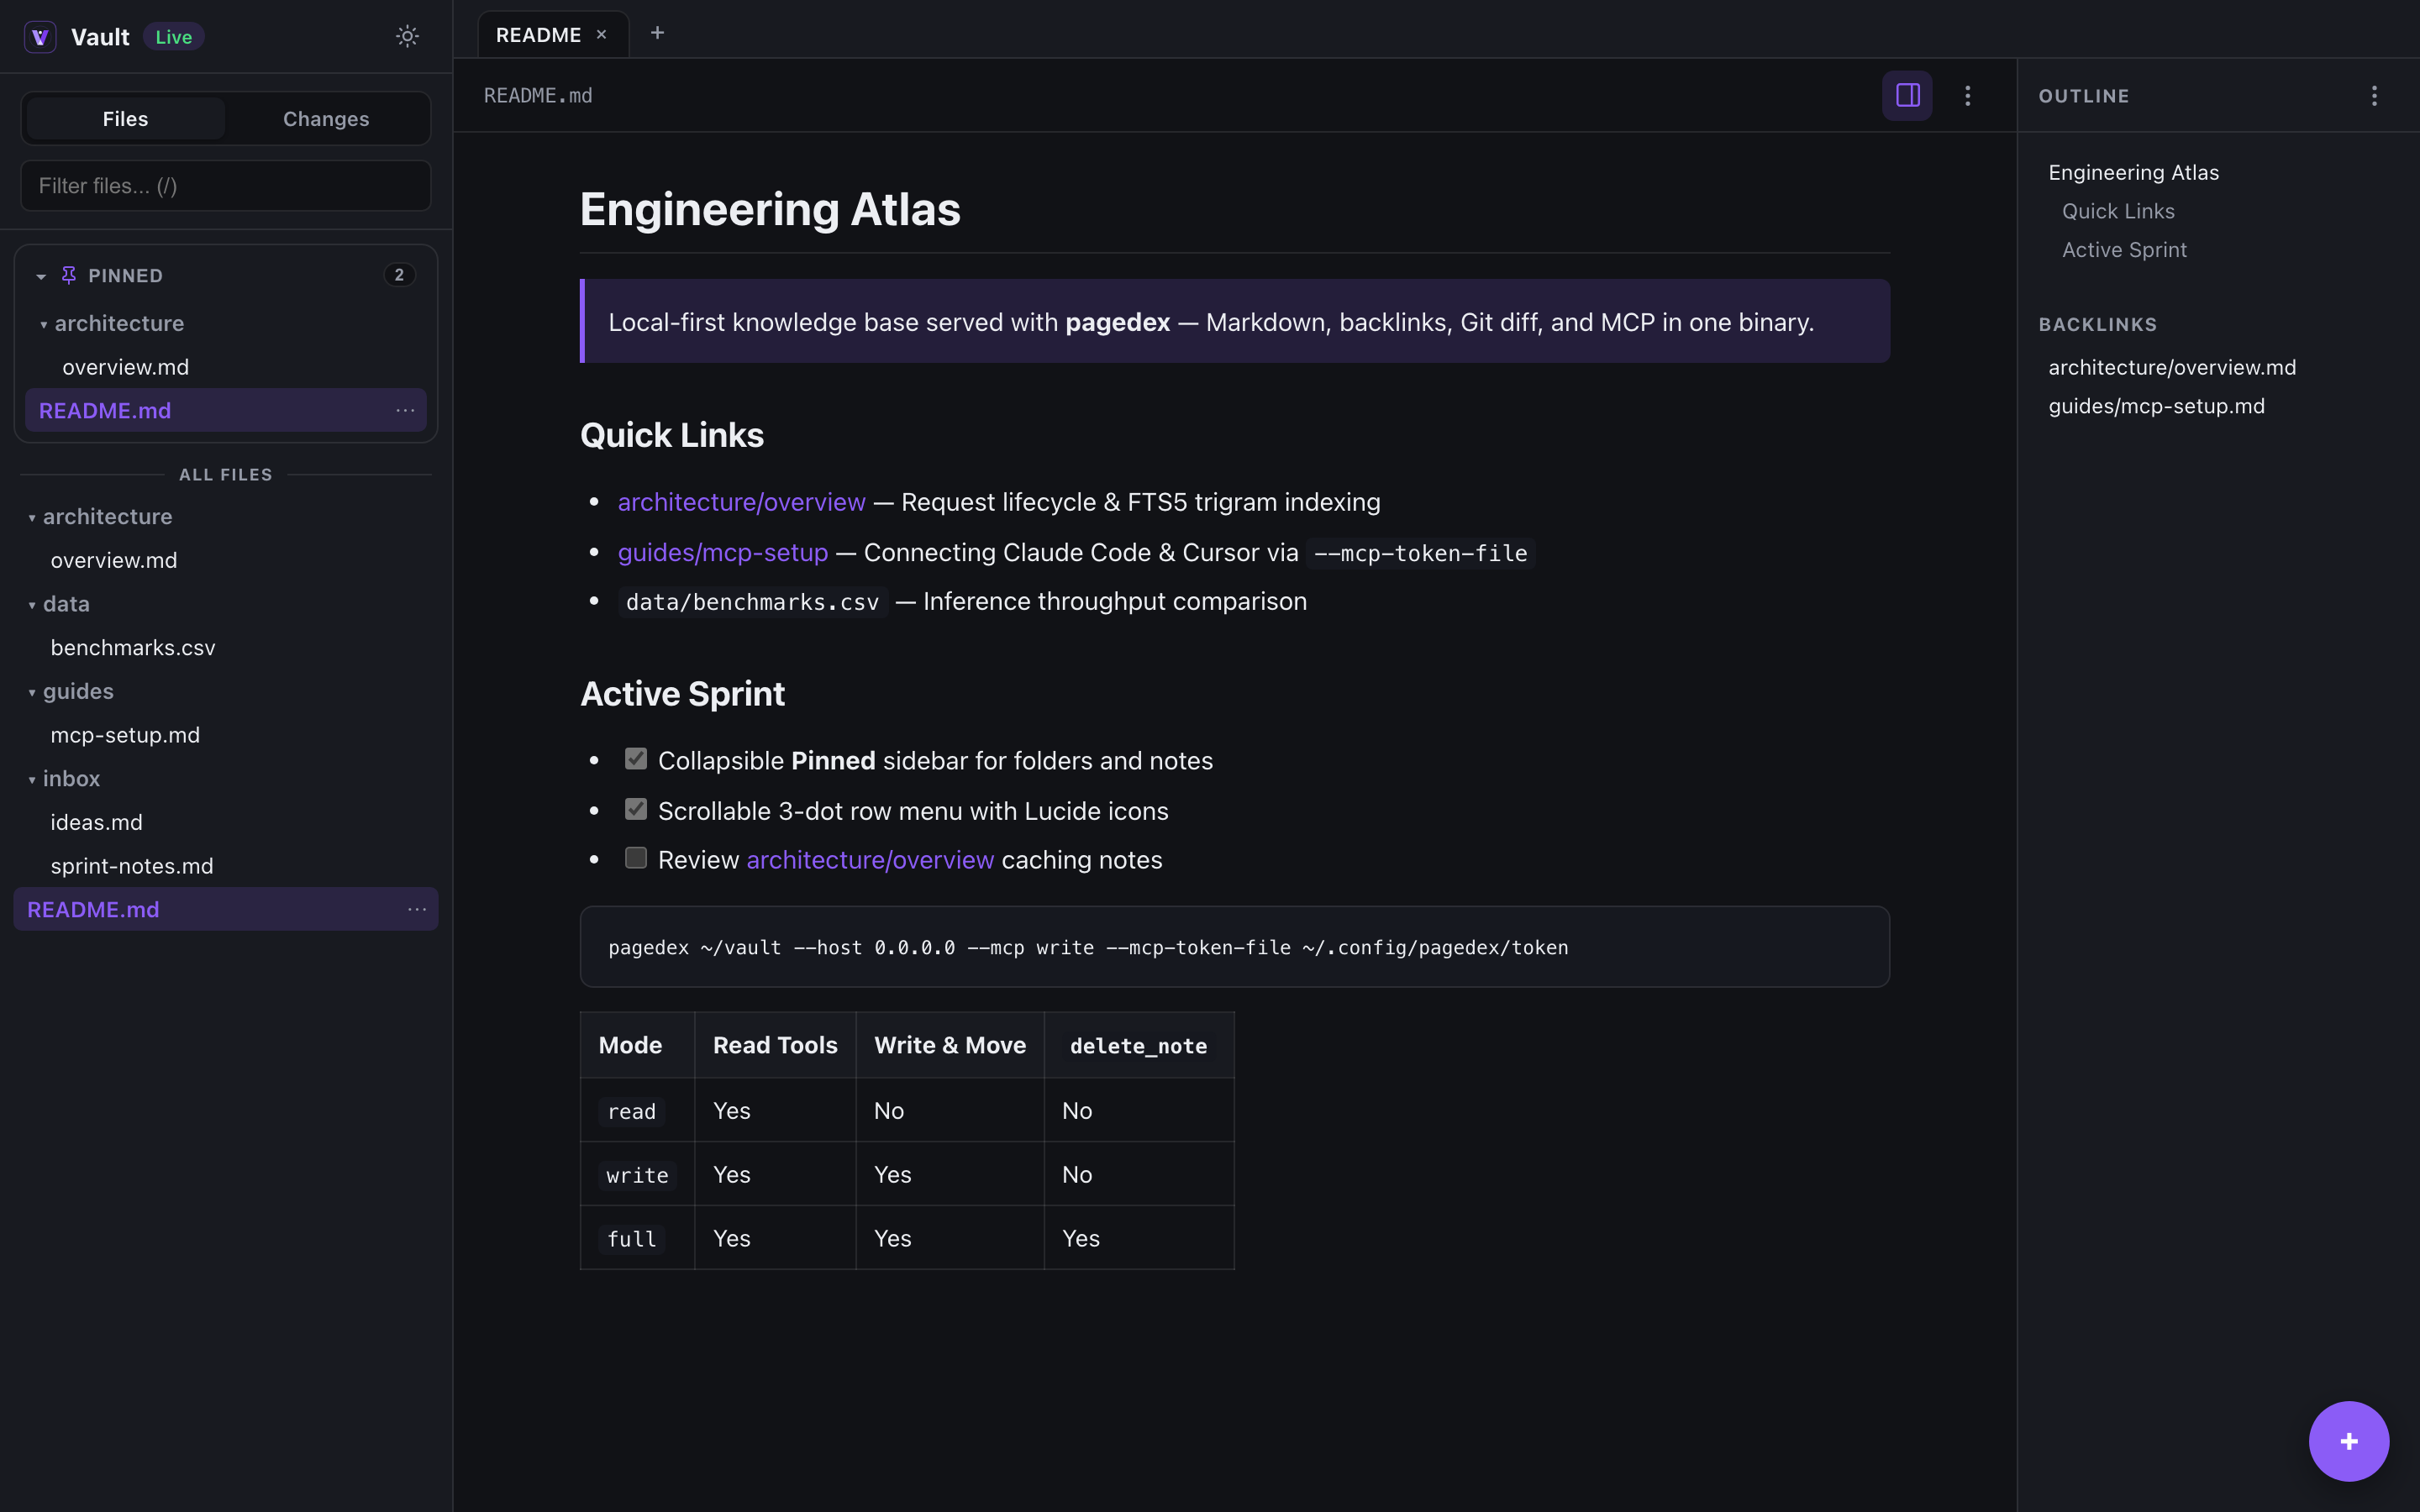 Vault Live
Files Changes
Filter files... (/)
PINNED 2
architecture
overview.md
README.md
ALL FILES
architecture
overview.md
data
benchmarks.csv
guides
mcp-setup.md
inbox
ideas.md
sprint-notes.md
README.md
README × +
README.md
Engineering Atlas
Local-first knowledge base served with pagedex — Markdown, backlinks, Git diff, and MCP in one binary.
Quick Links
• architecture/overview — Request lifecycle & FTS5 trigram indexing
• guides/mcp-setup — Connecting Claude Code & Cursor via --mcp-token-file
• data/benchmarks.csv — Inference throughput comparison
Active Sprint
• Collapsible Pinned sidebar for folders and notes
• Scrollable 3-dot row menu with Lucide icons
• Review architecture/overview caching notes
pagedex ~/vault --host 0.0.0.0 --mcp write --mcp-token-file ~/.config/pagedex/token
Mode Read Tools Write & Move delete_note
read Yes No No
write Yes Yes No
full Yes Yes Yes
OUTLINE
Engineering Atlas
Quick Links
Active Sprint
BACKLINKS
architecture/overview.md
guides/mcp-setup.md
+